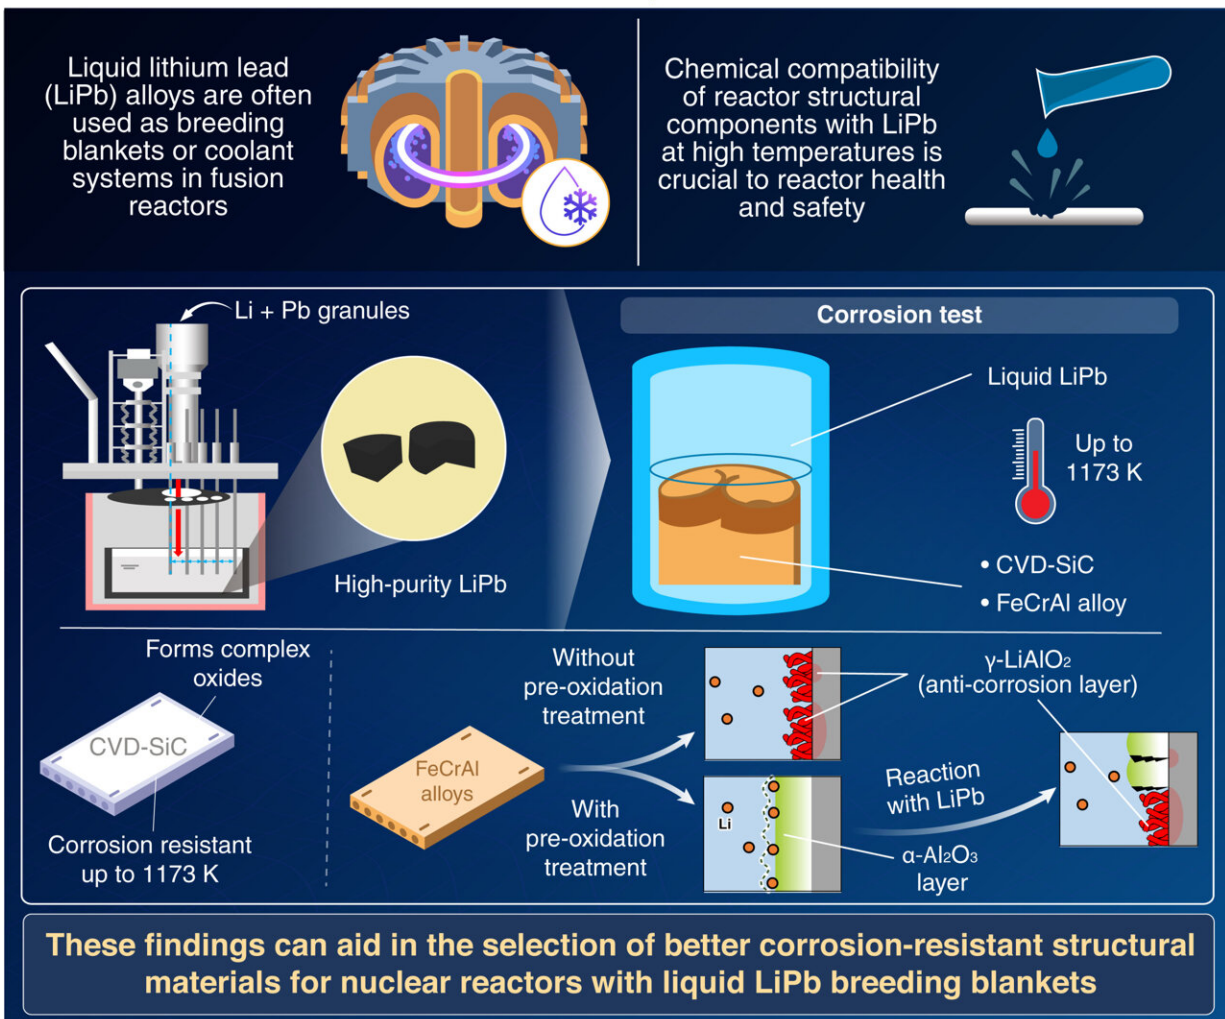 Liquid lithium lead
(LiPb) alloys are often
used as breeding
blankets or coolant
systems in fusion
reactors
Chemical compatibility
of reactor structural
components with LiPb
at high temperatures is
crucial to reactor health
and safety
Li + Pb granules
High-purity LiPb
Corrosion test
Liquid LiPb
Up to
1173 K
• CVD-SiC
• FeCrAl alloy
Forms complex
oxides
CVD-SiC
Corrosion resistant
up to 1173 K
FeCrAl
alloys
Without
pre-oxidation
treatment
With
pre-oxidation
treatment
Li
γ-LiAlO₂
(anti-corrosion layer)
α-Al₂O₃
layer
Reaction
with LiPb
These findings can aid in the selection of better corrosion-resistant structural
materials for nuclear reactors with liquid LiPb breeding blankets